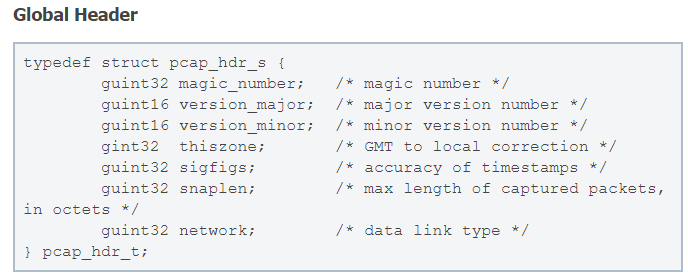 Global Header
typedef struct pcap_hdr_s {
        guint32 magic_number;   /* magic number */
        guint16 version_major;  /* major version number */
        guint16 version_minor;  /* minor version number */
        gint32  thiszone;       /* GMT to local correction */
        guint32 sigfigs;        /* accuracy of timestamps */
        guint32 snaplen;        /* max length of captured packets,
in octets */
        guint32 network;        /* data link type */
} pcap_hdr_t;